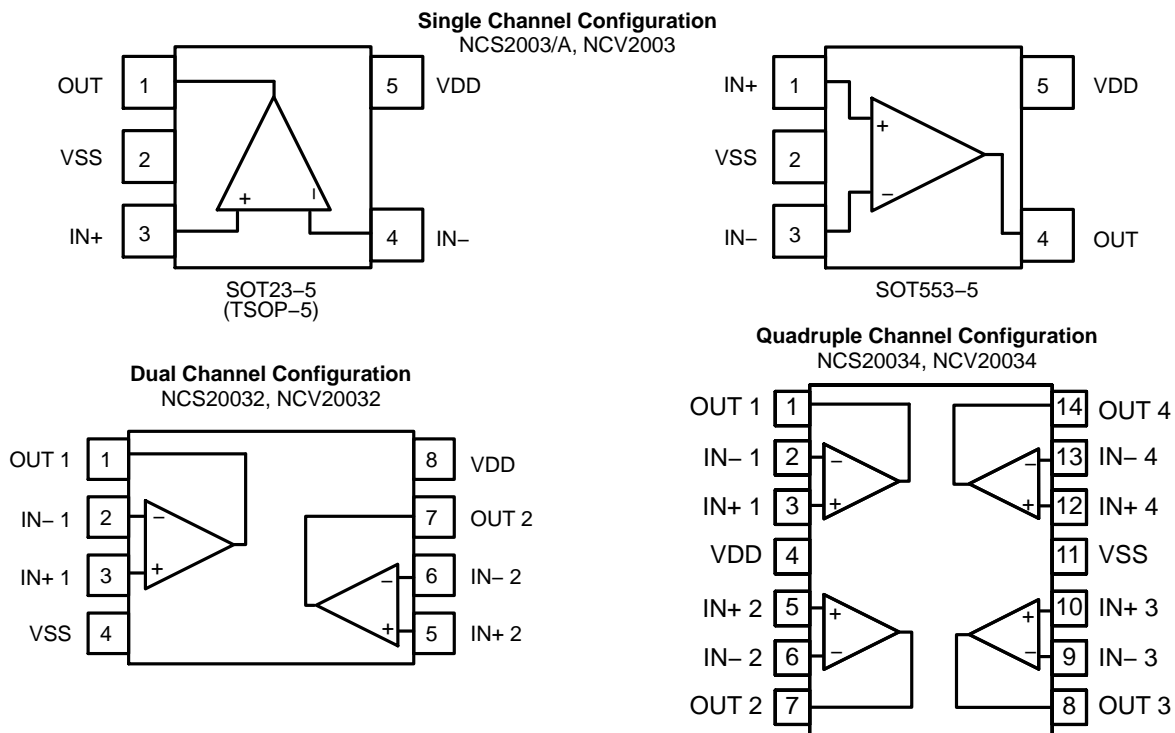 Single Channel Configuration
NCS2003/A, NCV2003
OUT 1 5 VDD
VSS 2
IN+ 3 + − 4 IN−
SOT23−5
(TSOP−5)
IN+ 1 + 5 VDD
VSS 2
IN− 3 − 4 OUT
SOT553−5
Dual Channel Configuration
NCS20032, NCV20032
OUT 1 1 8 VDD
IN− 1 2 − 7 OUT 2
IN+ 1 3 + − 6 IN− 2
VSS 4 + 5 IN+ 2
Quadruple Channel Configuration
NCS20034, NCV20034
OUT 1 1 14 OUT 4
IN− 1 2 − − 13 IN− 4
IN+ 1 3 + + 12 IN+ 4
VDD 4 11 VSS
IN+ 2 5 + + 10 IN+ 3
IN− 2 6 − − 9 IN− 3
OUT 2 7 8 OUT 3